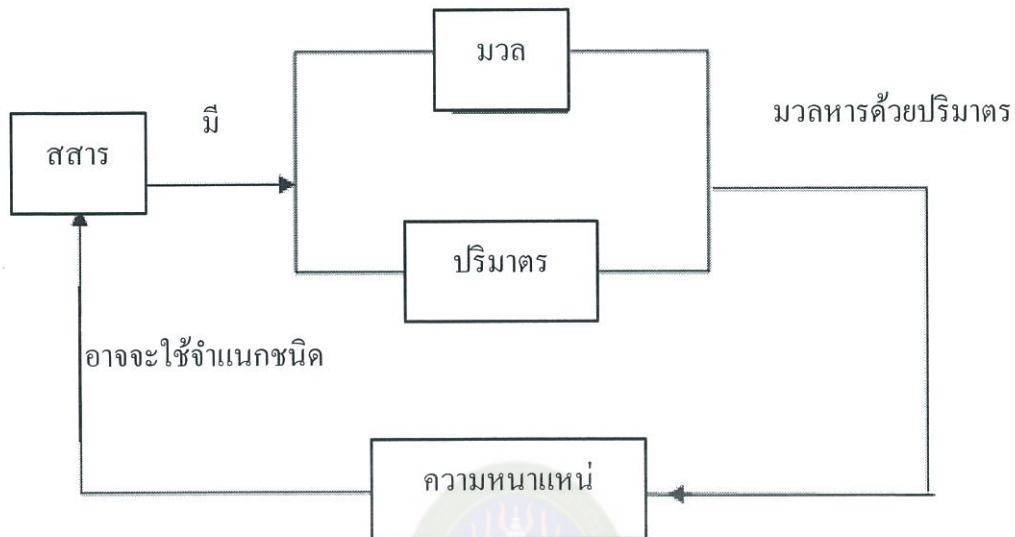 มวล
มวลหารด้วยปริมาตร
มี
สสาร
ปริมาตร
อาจจะใช้จำแนกชนิด
ความหนาแหน่